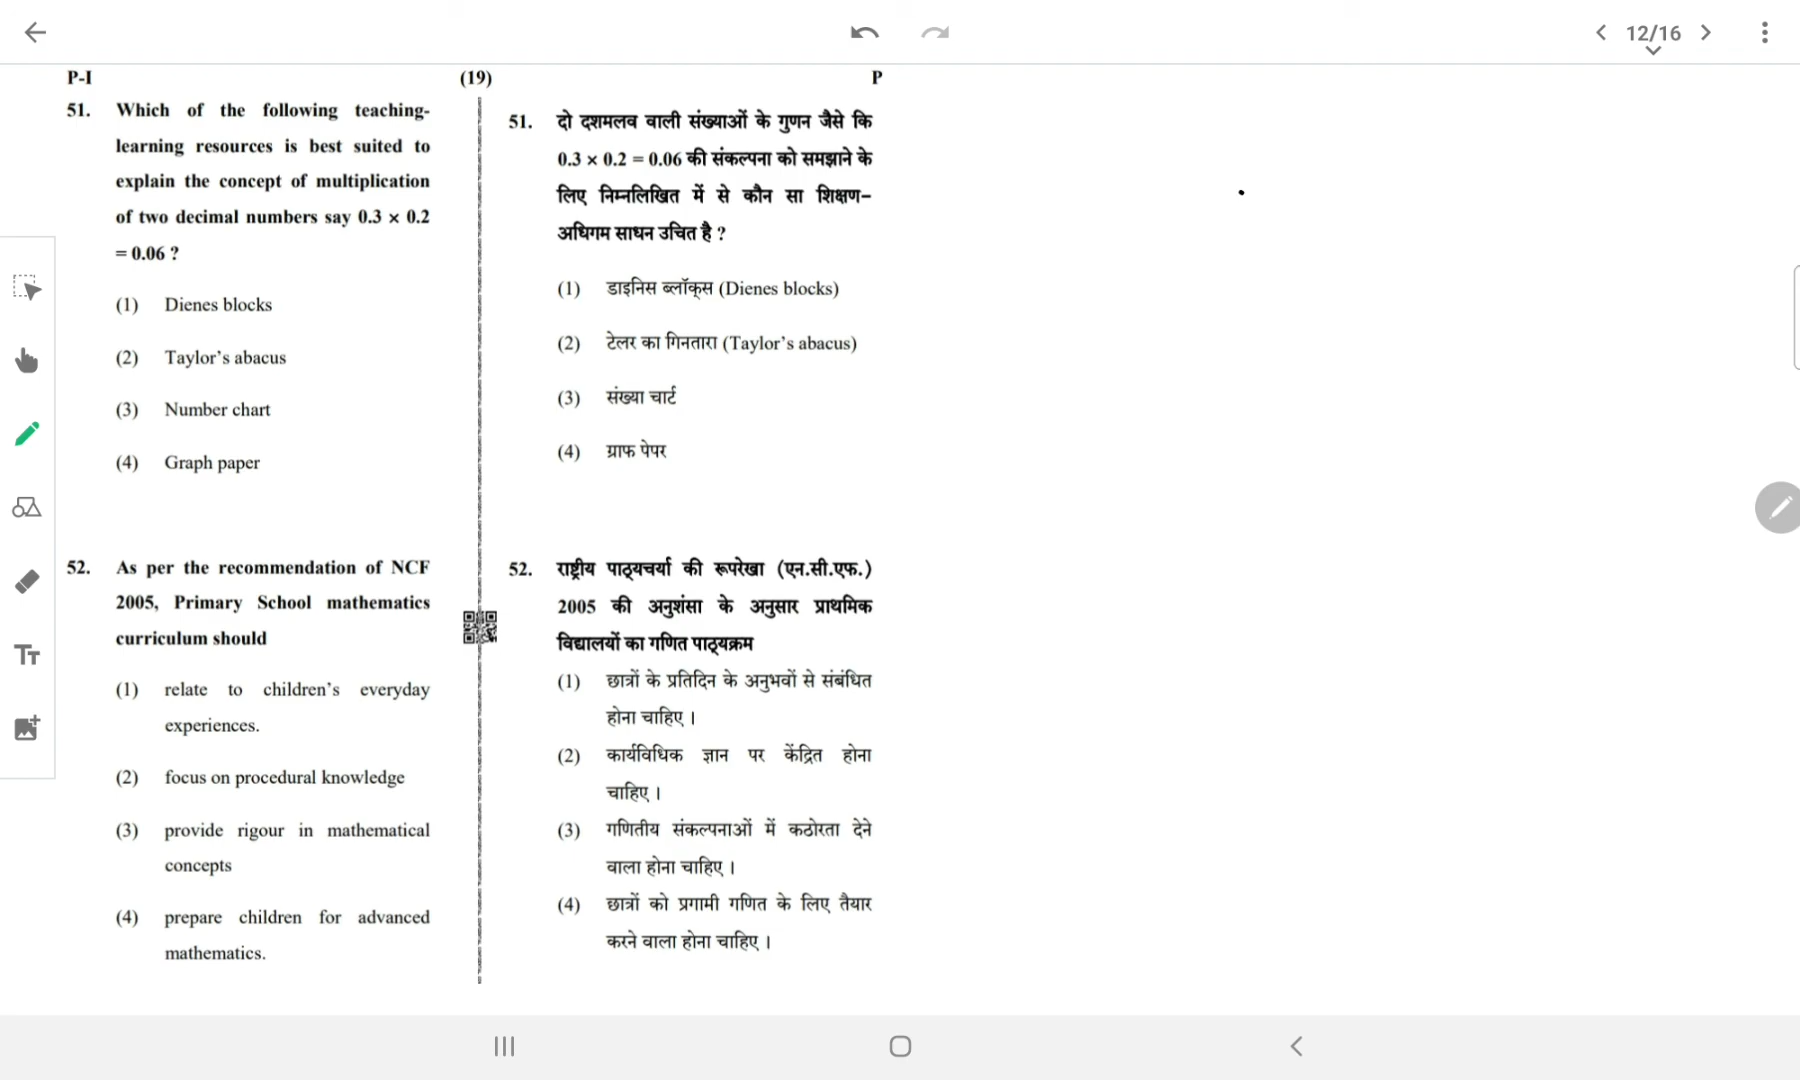 12/16
P-I
(19)
P
51. Which of the following teaching-
learning resources is best suited to
explain the concept of multiplication
of two decimal numbers say 0.3 × 0.2
= 0.06 ?
(1) Dienes blocks
(2) Taylor's abacus
(3) Number chart
(4) Graph paper
52. As per the recommendation of NCF
2005, Primary School mathematics
curriculum should
(1) relate to children's everyday
experiences.
(2) focus on procedural knowledge
(3) provide rigour in mathematical
concepts
(4) prepare children for advanced
mathematics.
51. दो दशमलव वाली संख्याओं के गुणन जैसे कि
0.3 × 0.2 = 0.06 की संकल्पना को समझाने के
लिए निम्नलिखित में से कौन सा शिक्षण-
अधिगम साधन उचित है ?
(1) डाइनिस ब्लॉक्स (Dienes blocks)
(2) टेलर का गिनतारा (Taylor's abacus)
(3) संख्या चार्ट
(4) ग्राफ पेपर
52. राष्ट्रीय पाठ्यचर्या की रूपरेखा (एन.सी.एफ.)
2005 की अनुशंसा के अनुसार प्राथमिक
विद्यालयों का गणित पाठ्यक्रम
(1) छात्रों के प्रतिदिन के अनुभवों से संबंधित
होना चाहिए ।
(2) कार्यविधिक ज्ञान पर केंद्रित होना
चाहिए ।
(3) गणितीय संकल्पनाओं में कठोरता देने
वाला होना चाहिए ।
(4) छात्रों को प्रगामी गणित के लिए तैयार
करने वाला होना चाहिए ।